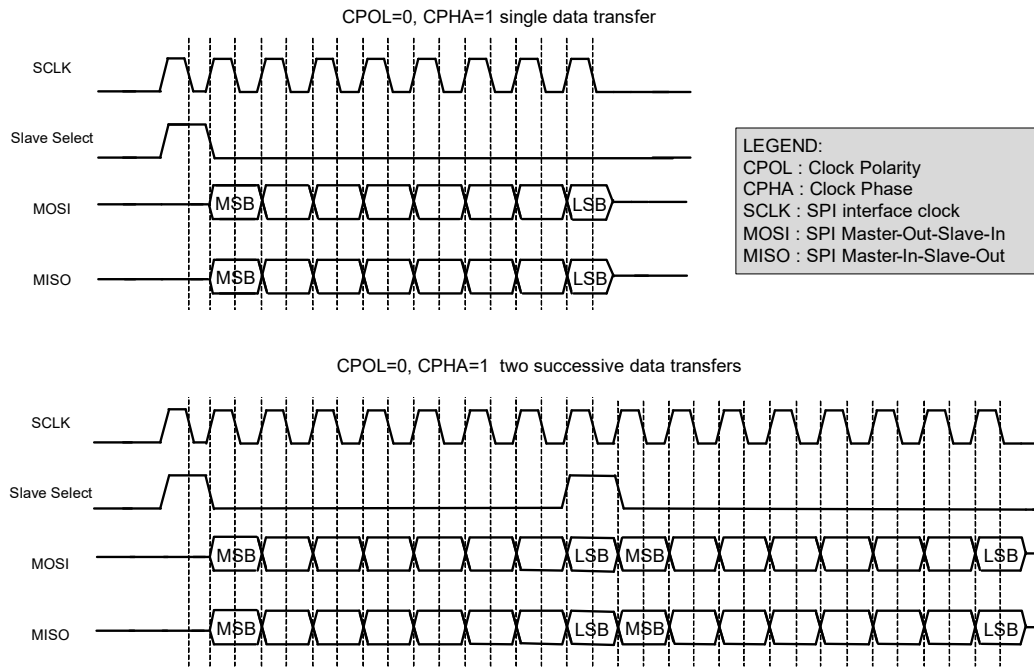 CPOL=0, CPHA=1 single data transfer
SCLK
Slave Select
MOSI
MSB
LSB
MISO
MSB
LSB
LEGEND:
CPOL : Clock Polarity
CPHA : Clock Phase
SCLK : SPI interface clock
MOSI : SPI Master-Out-Slave-In
MISO : SPI Master-In-Slave-Out
CPOL=0, CPHA=1 two successive data transfers
SCLK
Slave Select
MOSI
MSB
LSB
MSB
LSB
MISO
MSB
LSB
MSB
LSB